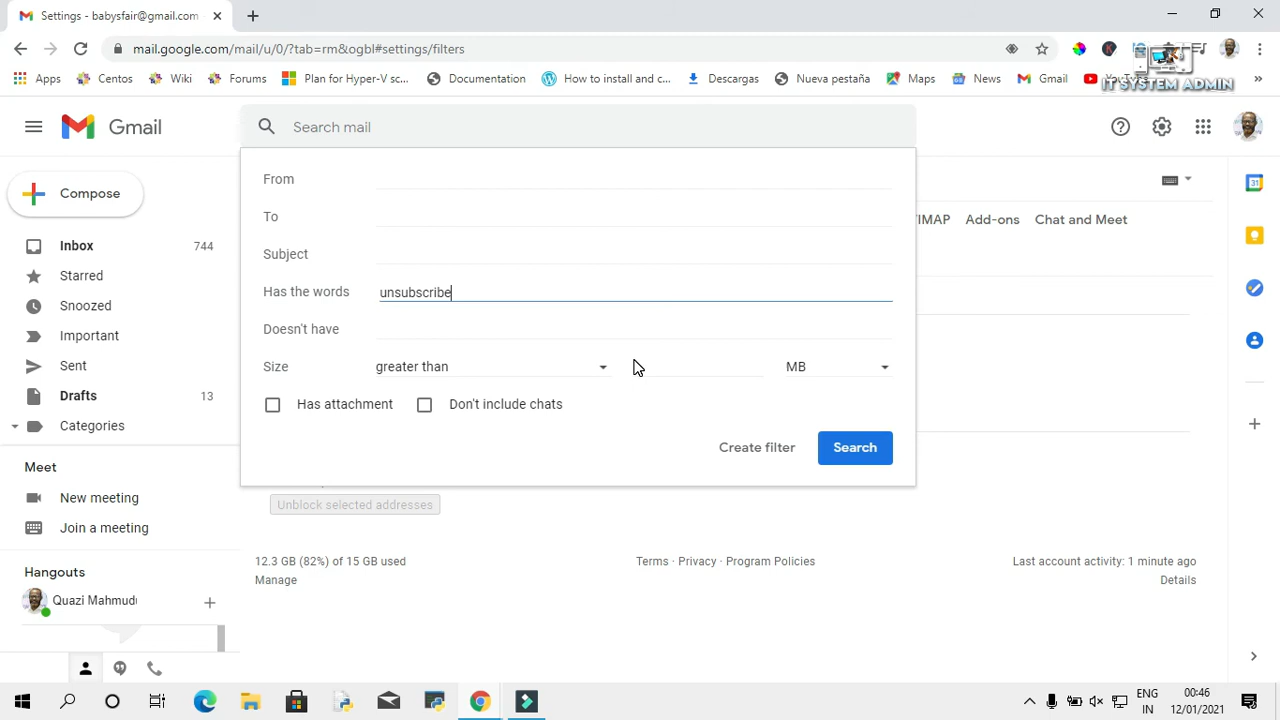 Settings - babysfair@gmail.com
mail.google.com/mail/u/0/?tab=rm&ogbl#settings/filters
Apps Centos Wiki Forums Plan for Hyper-V sc... Documentation How to install and c... Descargas Nueva pestaña Maps News Gmail
IT SYSTEM ADMIN
Gmail
Search mail
Compose
From
To
Subject
Has the words unsubscribe
Doesn't have
Size greater than MB
Has attachment Don't include chats
Create filter Search
/IMAP Add-ons Chat and Meet
31
Inbox 744
Starred
Snoozed
Important
Sent
Drafts 13
Categories
Meet
New meeting
Join a meeting
Hangouts
Quazi Mahmud
Unblock selected addresses
12.3 GB (82%) of 15 GB used
Manage
Terms · Privacy · Program Policies
Last account activity: 1 minute ago
Details
ENG
IN
00:46
12/01/2021